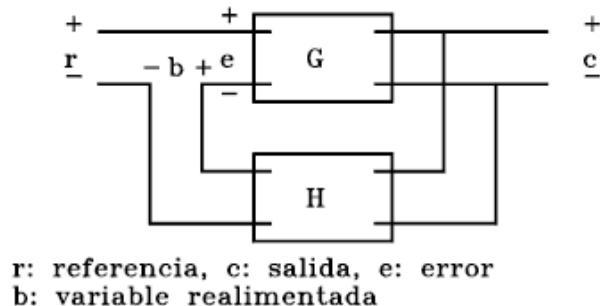 + + +
r − b + e G c
− − −
H
r: referencia, c: salida, e: error
b: variable realimentada